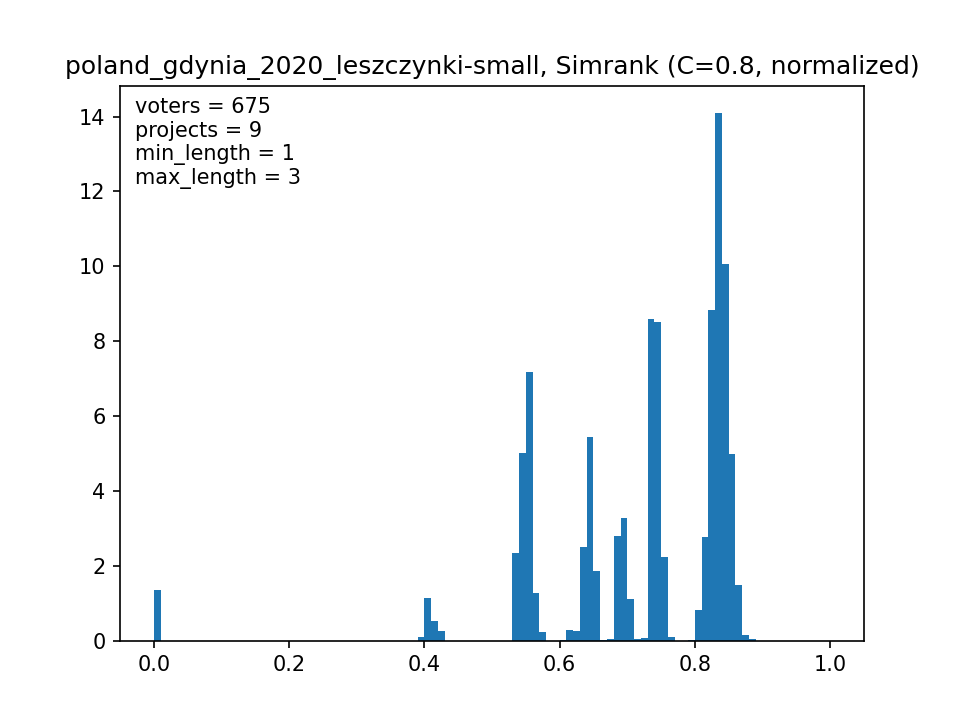 poland_gdynia_2020_leszczynki-small, Simrank (C=0.8, normalized)
voters = 675
projects = 9
min_length = 1
max_length = 3
14
12
10
8
6
4
2
0
0.0 0.2 0.4 0.6 0.8 1.0